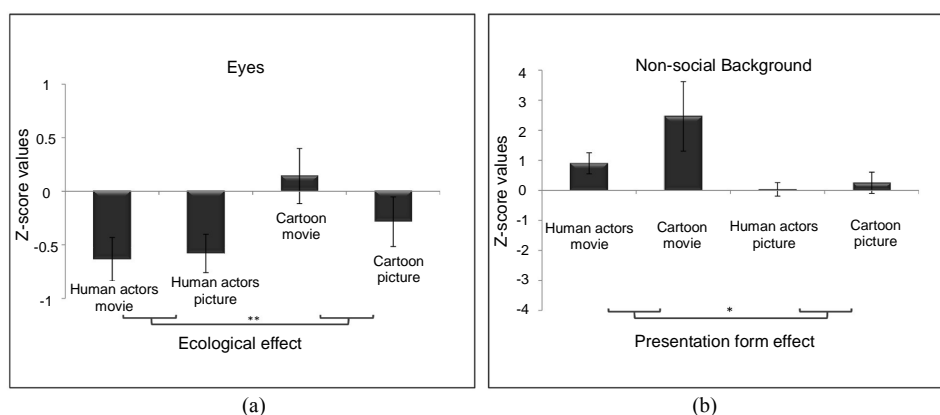 Eyes
Z-score values
1
0.5
0
-0.5
-1
Human actors
movie
Human actors
picture
Cartoon
movie
Cartoon
picture
**
Ecological effect
(a)
Non-social Background
Z-score values
4
3
2
1
0
-1
-2
-3
-4
Human actors
movie
Cartoon
movie
Human actors
picture
Cartoon
picture
*
Presentation form effect
(b)